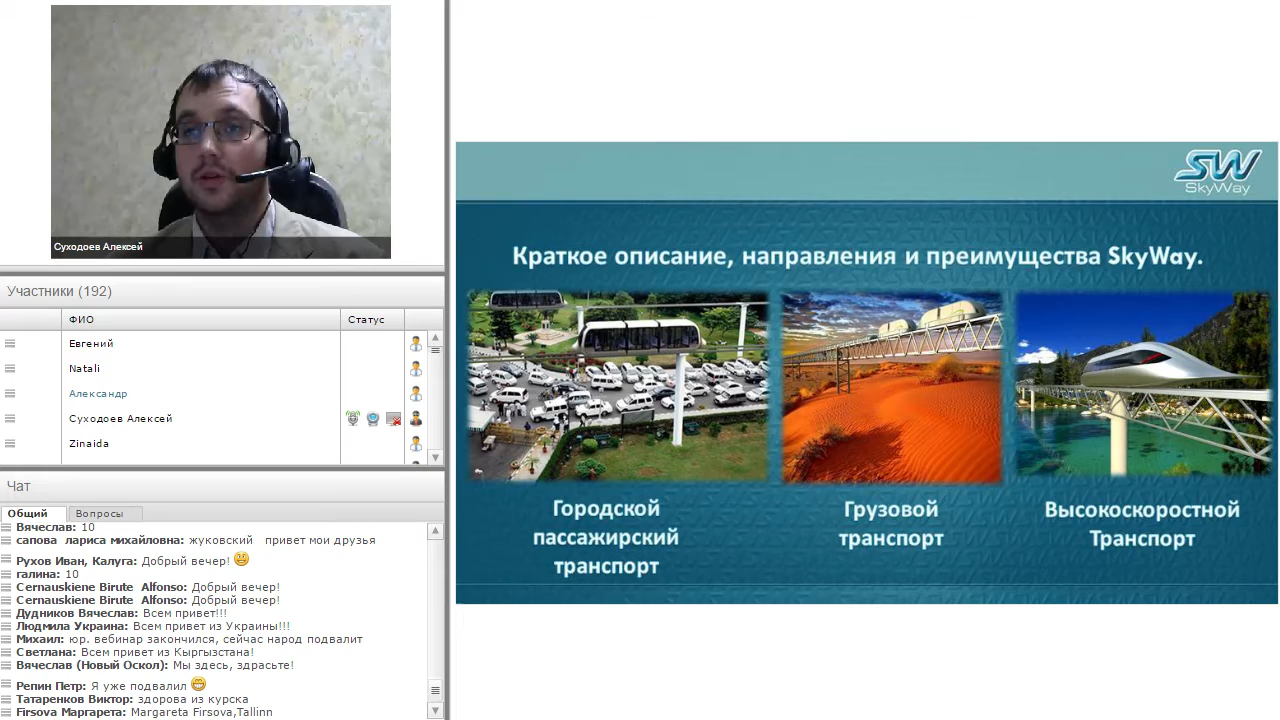 Суходоев Алексей
Участники (192)
ФИО
Статус
Евгений
Natali
Александр
Суходоев Алексей
Zinaida
Чат
Общий
Вопросы
Вячеслав: 10
сапова лариса михайловна: жуковский привет мои друзья
Рухов Иван, Калуга: Добрый вечер!
галина: 10
Cernauskiene Birute Alfonso: Добрый вечер!
Cernauskiene Birute Alfonso: Добрый вечер!
Дудников Вячеслав: Всем привет!!!
Людмила Украина: Всем привет из Украины!!!
Михаил: юр. вебинар закончился, сейчас народ подвалит
Светлана: Всем привет из Кыргызстана!
Вячеслав (Новый Оскол): Мы здесь, здрасьте!
Репин Петр: Я уже подвалил
Татаренков Виктор: здорова из курска
Firsova Маргарета: Margareta Firsova,Tallinn
SW
SkyWay
Краткое описание, направления и преимущества SkyWay.
Городской
пассажирский
транспорт
Грузовой
транспорт
Высокоскоростной
Транспорт